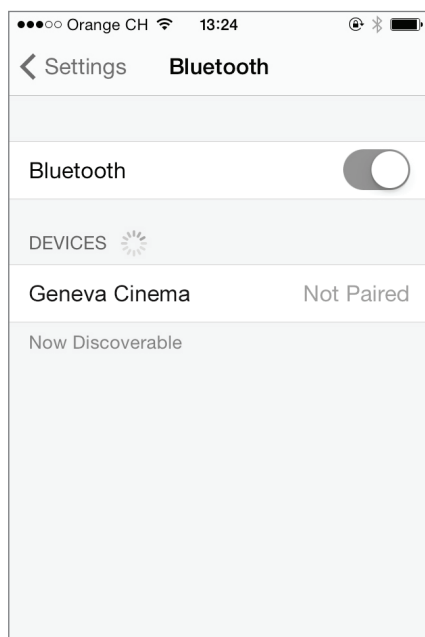 Orange CH 13:24
Settings Bluetooth
Bluetooth
DEVICES
Geneva Cinema Not Paired
Now Discoverable